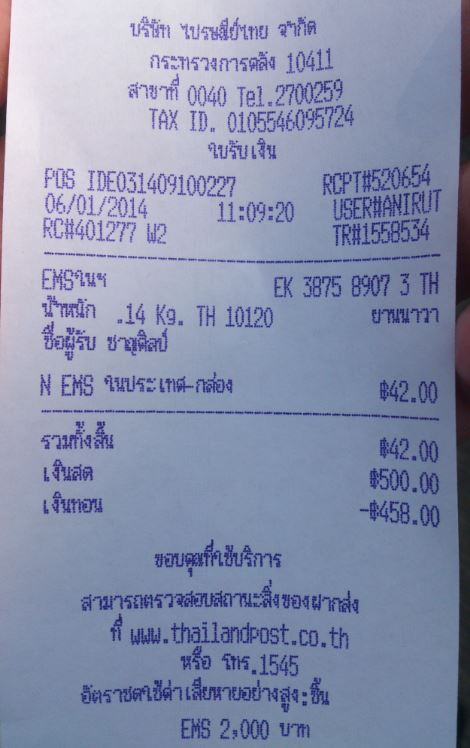 บริษัท ไปรษณีย์ไทย จำกัด
กระทรวงการคลัง 10411
สาขาที่ 0040 Tel.2700259
TAX ID. 0105546095724
ใบรับเงิน
POS IDE031409100227 RCPT#520654
06/01/2014 11:09:20 USER#ANIRUT
RC#401277 W2 TR#1558534
EMSในฯ EK 3875 8907 3 TH
น้ำหนัก .14 Kg. TH 10120 ยานนาวา
ชื่อผู้รับ ชาญศิลป์
N EMS ในประเทศ-กล่อง ฿42.00
รวมทั้งสิ้น ฿42.00
เงินสด ฿500.00
เงินทอน -฿458.00
ขอบคุณที่ใช้บริการ
สามารถตรวจสอบสถานะสิ่งของฝากส่ง
ที่ www.thailandpost.co.th
หรือ โทร.1545
อัตราชดใช้ค่าเสียหายอย่างสูง:ชิ้น
EMS 2,000 บาท